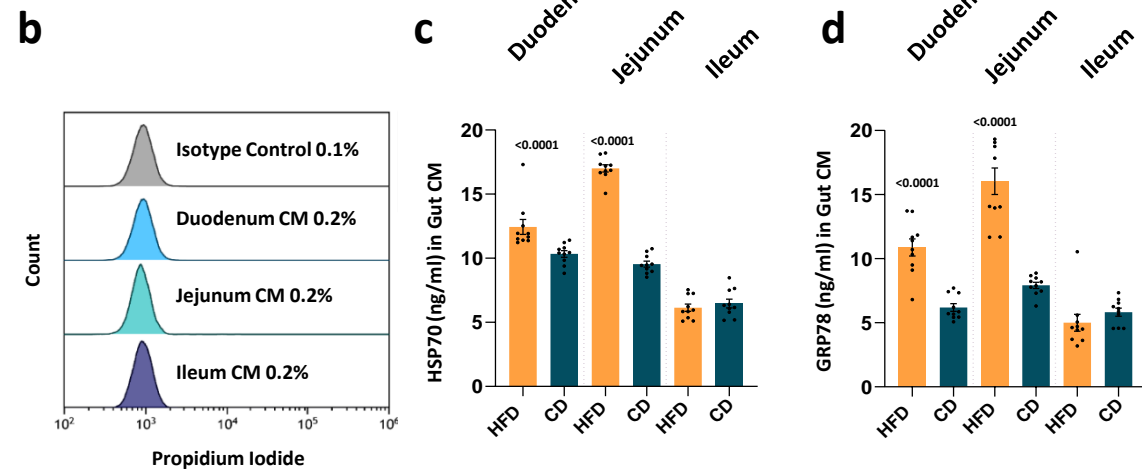 b
Isotype Control 0.1%
Duodenum CM 0.2%
Jejunum CM 0.2%
Ileum CM 0.2%
Count
10²
10³
10⁴
10⁵
10⁶
Propidium Iodide
c
Jejunum
Ileum
HSP70 (ng/ml) in Gut CM
20
15
10
5
0
<0.0001
<0.0001
HFD
CD
HFD
CD
HFD
CD
d
Jejunum
Ileum
GRP78 (ng/ml) in Gut CM
20
15
10
5
0
<0.0001
<0.0001
HFD
CD
HFD
CD
HFD
CD